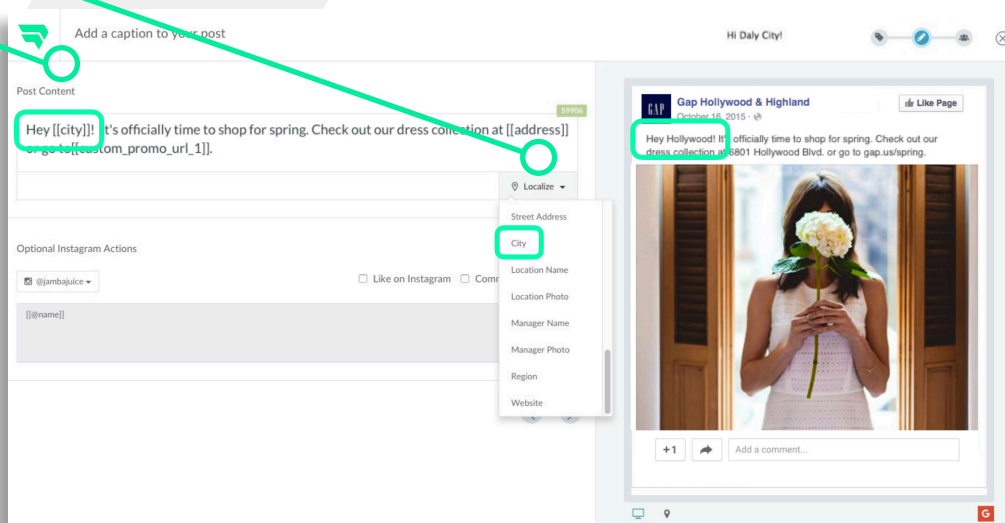 Add a caption to your post
Hi Daly City!
Post Content
59906
Hey [[city]]! It's officially time to shop for spring. Check out our dress collection at [[address]]
or go to[[custom_promo_url_1]].
Localize
Street Address
City
Location Name
Location Photo
Manager Name
Manager Photo
Region
Website
Optional Instagram Actions
@jambajuice
Like on Instagram
[[@name]]
GAP
Gap Hollywood & Highland
October 16, 2015
Like Page
Hey Hollywood! It's officially time to shop for spring. Check out our
dress collection at 6801 Hollywood Blvd. or go to gap.us/spring.
+1
Add a comment...
G